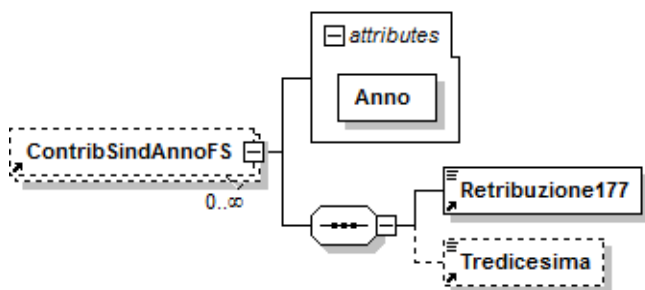 attributes
Anno
ContribSindAnnoFS
0..∞
Retribuzione177
Tredicesima